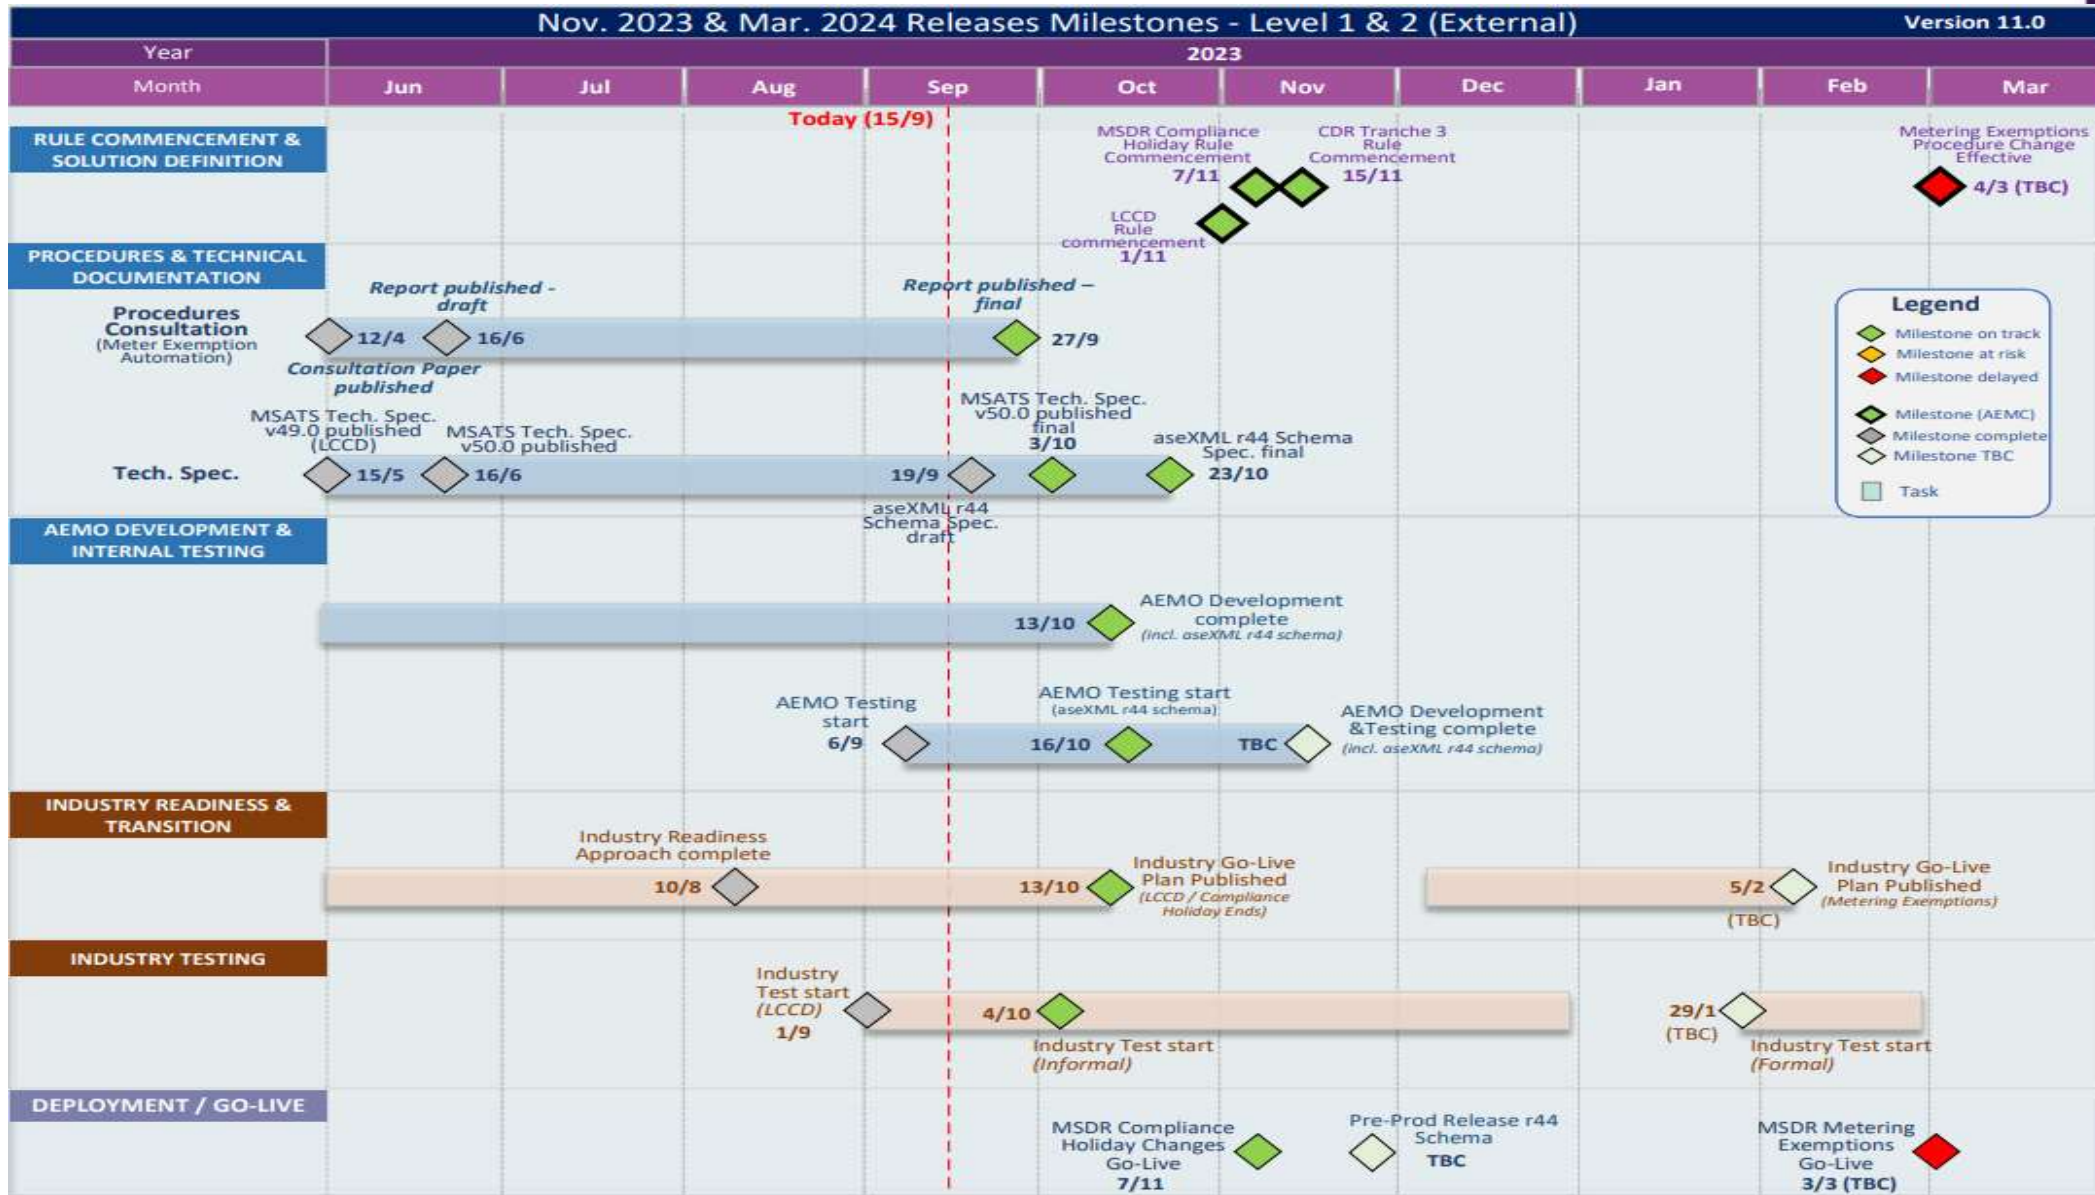 Nov. 2023 & Mar. 2024 Releases Milestones - Level 1 & 2 (External)
Version 11.0
Year
2023
Month
Jun
Jul
Aug
Sep
Oct
Nov
Dec
Jan
Feb
Mar
Today (15/9)
RULE COMMENCEMENT &
SOLUTION DEFINITION
MSDR Compliance
Holiday Rule
Commencement
7/11
CDR Tranche 3
Rule
Commencement
15/11
Metering Exemptions
Procedure Change
Effective
4/3 (TBC)
LCCD
Rule
commencement
1/11
PROCEDURES & TECHNICAL
DOCUMENTATION
Procedures
Consultation
(Meter Exemption
Automation)
12/4
Consultation Paper
published
Report published -
draft
16/6
Report published –
final
27/9
Legend
Milestone on track
Milestone at risk
Milestone delayed
Milestone (AEMC)
Milestone complete
Milestone TBC
Task
Tech. Spec.
MSATS Tech. Spec.
v49.0 published
(LCCD)
15/5
MSATS Tech. Spec.
v50.0 published
16/6
19/9
aseXML r44
Schema Spec.
draft
MSATS Tech. Spec.
v50.0 published
final
3/10
aseXML r44 Schema
Spec. final
23/10
AEMO DEVELOPMENT &
INTERNAL TESTING
13/10
AEMO Development
complete
(incl. aseXML r44 schema)
AEMO Testing
start
6/9
AEMO Testing start
(aseXML r44 schema)
16/10
TBC
AEMO Development
&Testing complete
(incl. aseXML r44 schema)
INDUSTRY READINESS &
TRANSITION
Industry Readiness
Approach complete
10/8
13/10
Industry Go-Live
Plan Published
(LCCD / Compliance
Holiday Ends)
5/2
(TBC)
Industry Go-Live
Plan Published
(Metering Exemptions)
INDUSTRY TESTING
Industry
Test start
(LCCD)
1/9
4/10
Industry Test start
(Informal)
29/1
(TBC)
Industry Test start
(Formal)
DEPLOYMENT / GO-LIVE
MSDR Compliance
Holiday Changes
Go-Live
7/11
Pre-Prod Release r44
Schema
TBC
MSDR Metering
Exemptions
Go-Live
3/3 (TBC)